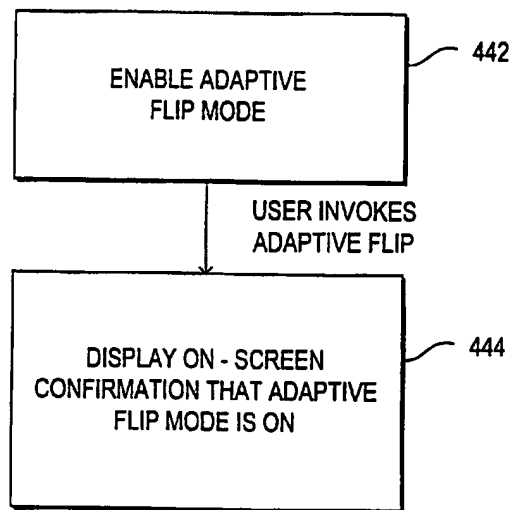 ENABLE ADAPTIVE
FLIP MODE
442
USER INVOKES
ADAPTIVE FLIP
DISPLAY ON - SCREEN
CONFIRMATION THAT ADAPTIVE
FLIP MODE IS ON
444